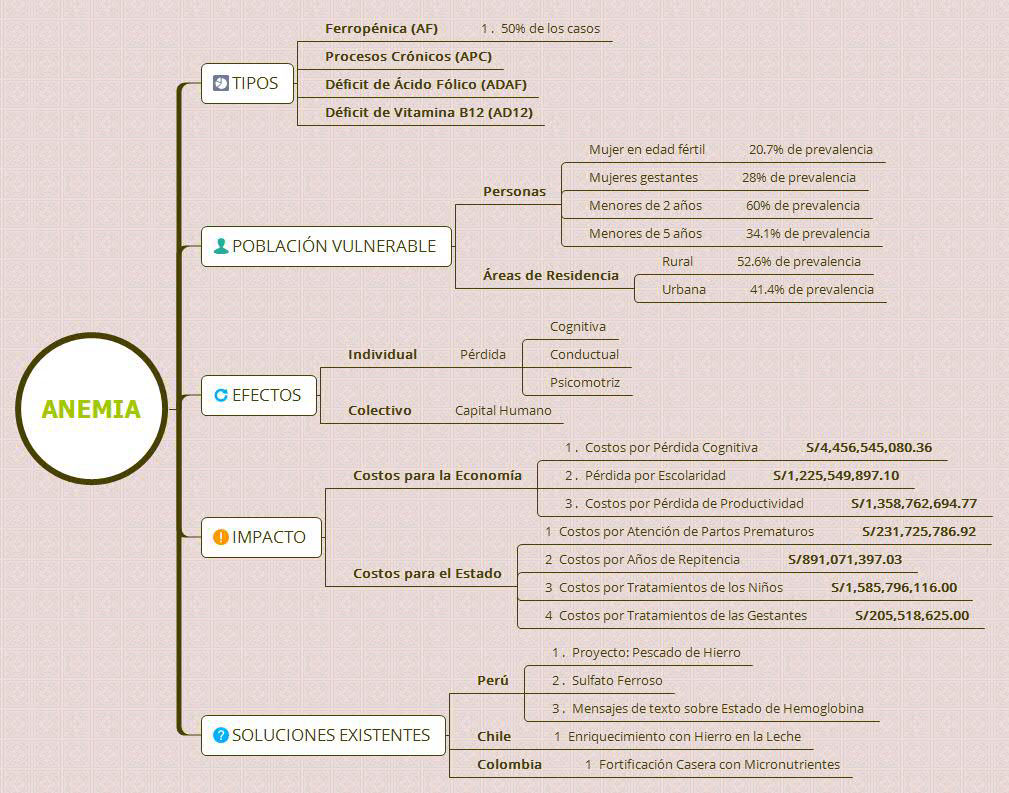 ANEMIA
TIPOS
Ferropénica (AF) 1. 50% de los casos
Procesos Crónicos (APC)
Déficit de Ácido Fólico (ADAF)
Déficit de Vitamina B12 (AD12)
POBLACIÓN VULNERABLE
Personas
Mujer en edad fértil 20.7% de prevalencia
Mujeres gestantes 28% de prevalencia
Menores de 2 años 60% de prevalencia
Menores de 5 años 34.1% de prevalencia
Áreas de Residencia
Rural 52.6% de prevalencia
Urbana 41.4% de prevalencia
EFECTOS
Individual Pérdida
Cognitiva
Conductual
Psicomotriz
Colectivo Capital Humano
IMPACTO
Costos para la Economía
1. Costos por Pérdida Cognitiva S/4,456,545,080.36
2. Pérdida por Escolaridad S/1,225,549,897.10
3. Costos por Pérdida de Productividad S/1,358,762,694.77
Costos para el Estado
1 Costos por Atención de Partos Prematuros S/231,725,786.92
2 Costos por Años de Repitencia S/891,071,397.03
3 Costos por Tratamientos de los Niños S/1,585,796,116.00
4 Costos por Tratamientos de las Gestantes S/205,518,625.00
SOLUCIONES EXISTENTES
Perú
1. Proyecto: Pescado de Hierro
2. Sulfato Ferroso
3. Mensajes de texto sobre Estado de Hemoglobina
Chile 1 Enriquecimiento con Hierro en la Leche
Colombia 1 Fortificación Casera con Micronutrientes